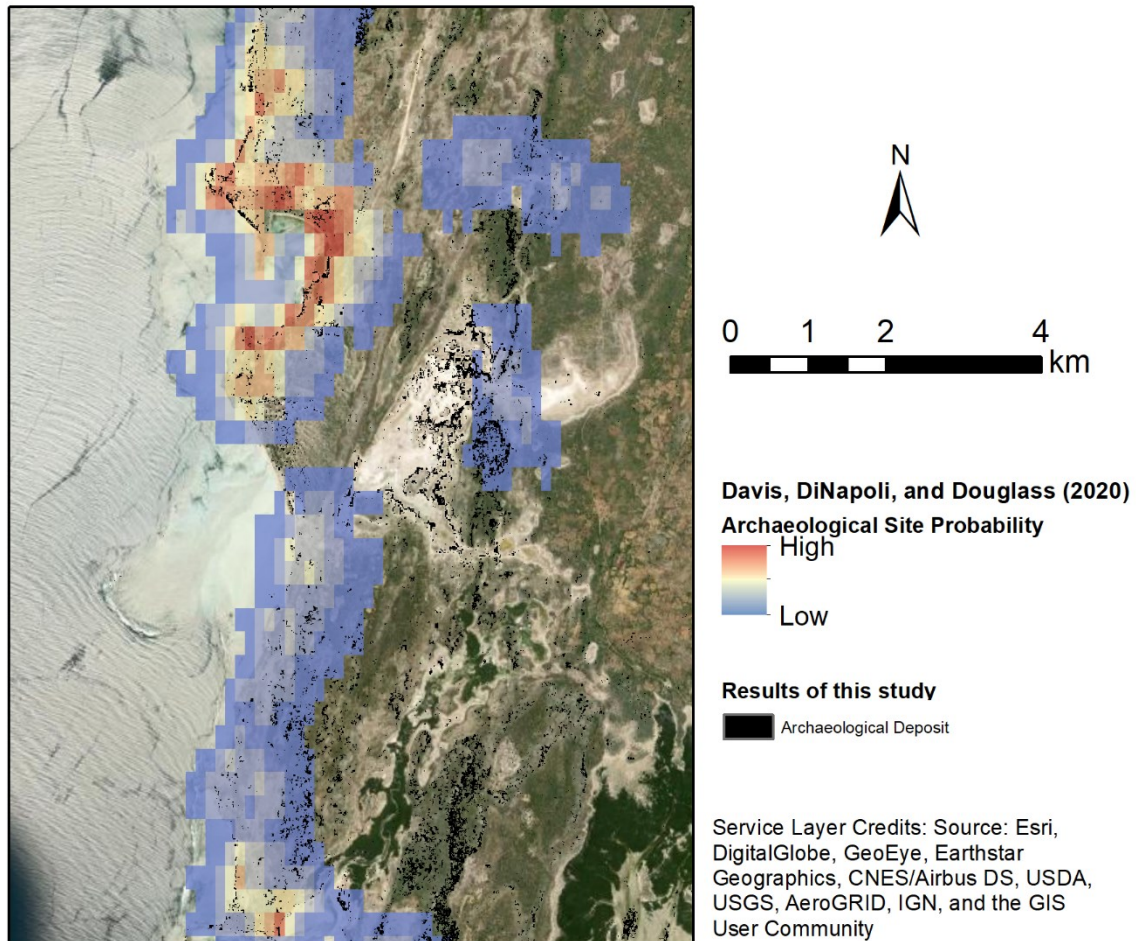 N
0 1 2 4
km
Davis, DiNapoli, and Douglass (2020)
Archaeological Site Probability
High
Low
Results of this study
Archaeological Deposit
Service Layer Credits: Source: Esri,
DigitalGlobe, GeoEye, Earthstar
Geographics, CNES/Airbus DS, USDA,
USGS, AeroGRID, IGN, and the GIS
User Community